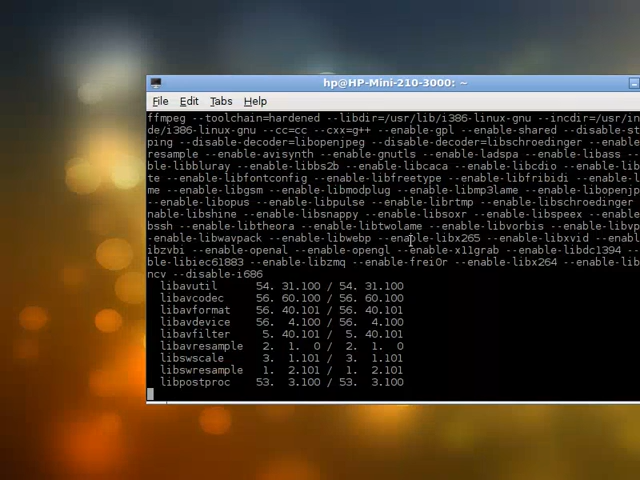 hp@HP-Mini-210-3000: ~
File Edit Tabs Help
ffmpeg --toolchain=hardened --libdir=/usr/lib/i386-linux-gnu --incdir=/usr/in
de/i386-linux-gnu --cc=cc --cxx=g++ --enable-gpl --enable-shared --disable-st
ping --disable-decoder=libopenjpeg --disable-decoder=libschroedinger --enable
resample --enable-avisynth --enable-gnutls --enable-ladspa --enable-libass --
ble-libbluray --enable-libbs2b --enable-libcaca --enable-libcdio --enable-lib
te --enable-libfontconfig --enable-libfreetype --enable-libfribidi --enable-l
me --enable-libgsm --enable-libmodplug --enable-libmp3lame --enable-libopenjp
--enable-libopus --enable-libpulse --enable-librtmp --enable-libschroedinger
nable-libshine --enable-libsnappy --enable-libsoxr --enable-libspeex --enable
bssh --enable-libtheora --enable-libtwolame --enable-libvorbis --enable-libvp
-enable-libwavpack --enable-libwebp --enable-libx265 --enable-libxvid --enabl
ibzvbi --enable-openal --enable-opengl --enable-x11grab --enable-libdc1394 --
ble-libiec61883 --enable-libzmq --enable-frei0r --enable-libx264 --enable-lib
ncv --disable-i686
libavutil 54. 31.100 / 54. 31.100
libavcodec 56. 60.100 / 56. 60.100
libavformat 56. 40.101 / 56. 40.101
libavdevice 56. 4.100 / 56. 4.100
libavfilter 5. 40.101 / 5. 40.101
libavresample 2. 1. 0 / 2. 1. 0
libswscale 3. 1.101 / 3. 1.101
libswresample 1. 2.101 / 1. 2.101
libpostproc 53. 3.100 / 53. 3.100